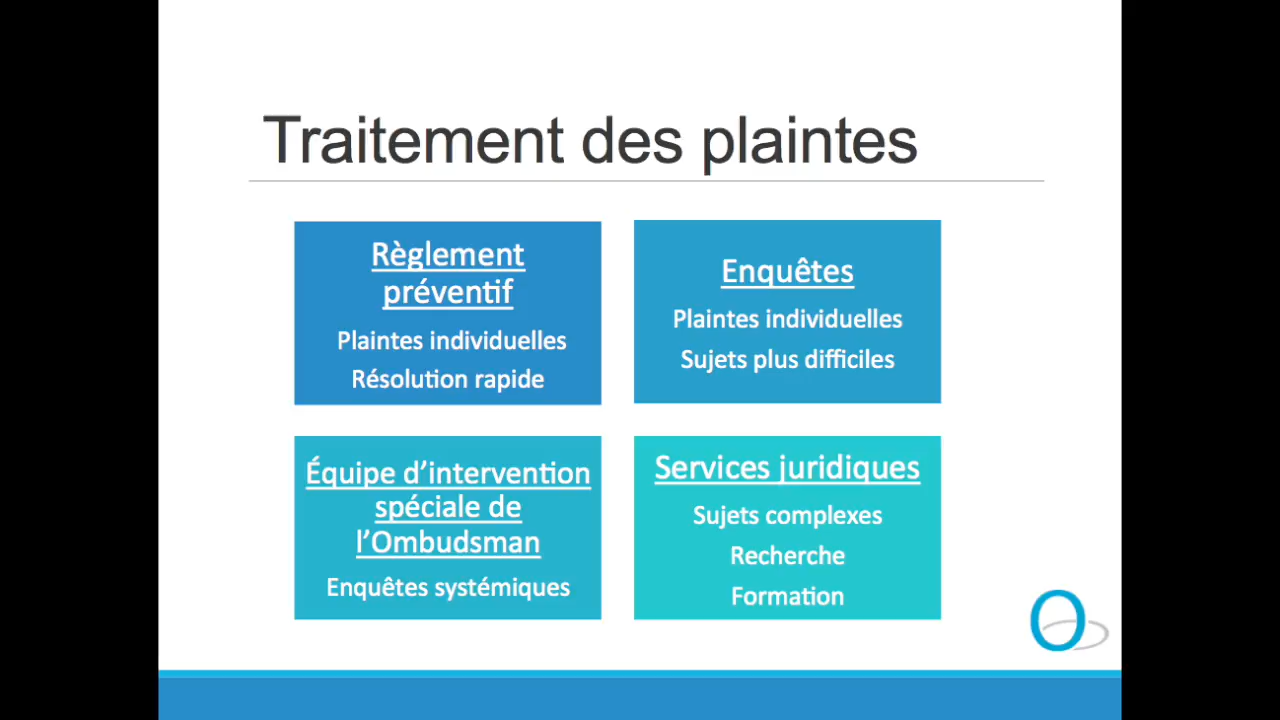 Traitement des plaintes
Règlement
préventif
Plaintes individuelles
Résolution rapide
Enquêtes
Plaintes individuelles
Sujets plus difficiles
Équipe d’intervention
spéciale de
l’Ombudsman
Enquêtes systémiques
Services juridiques
Sujets complexes
Recherche
Formation